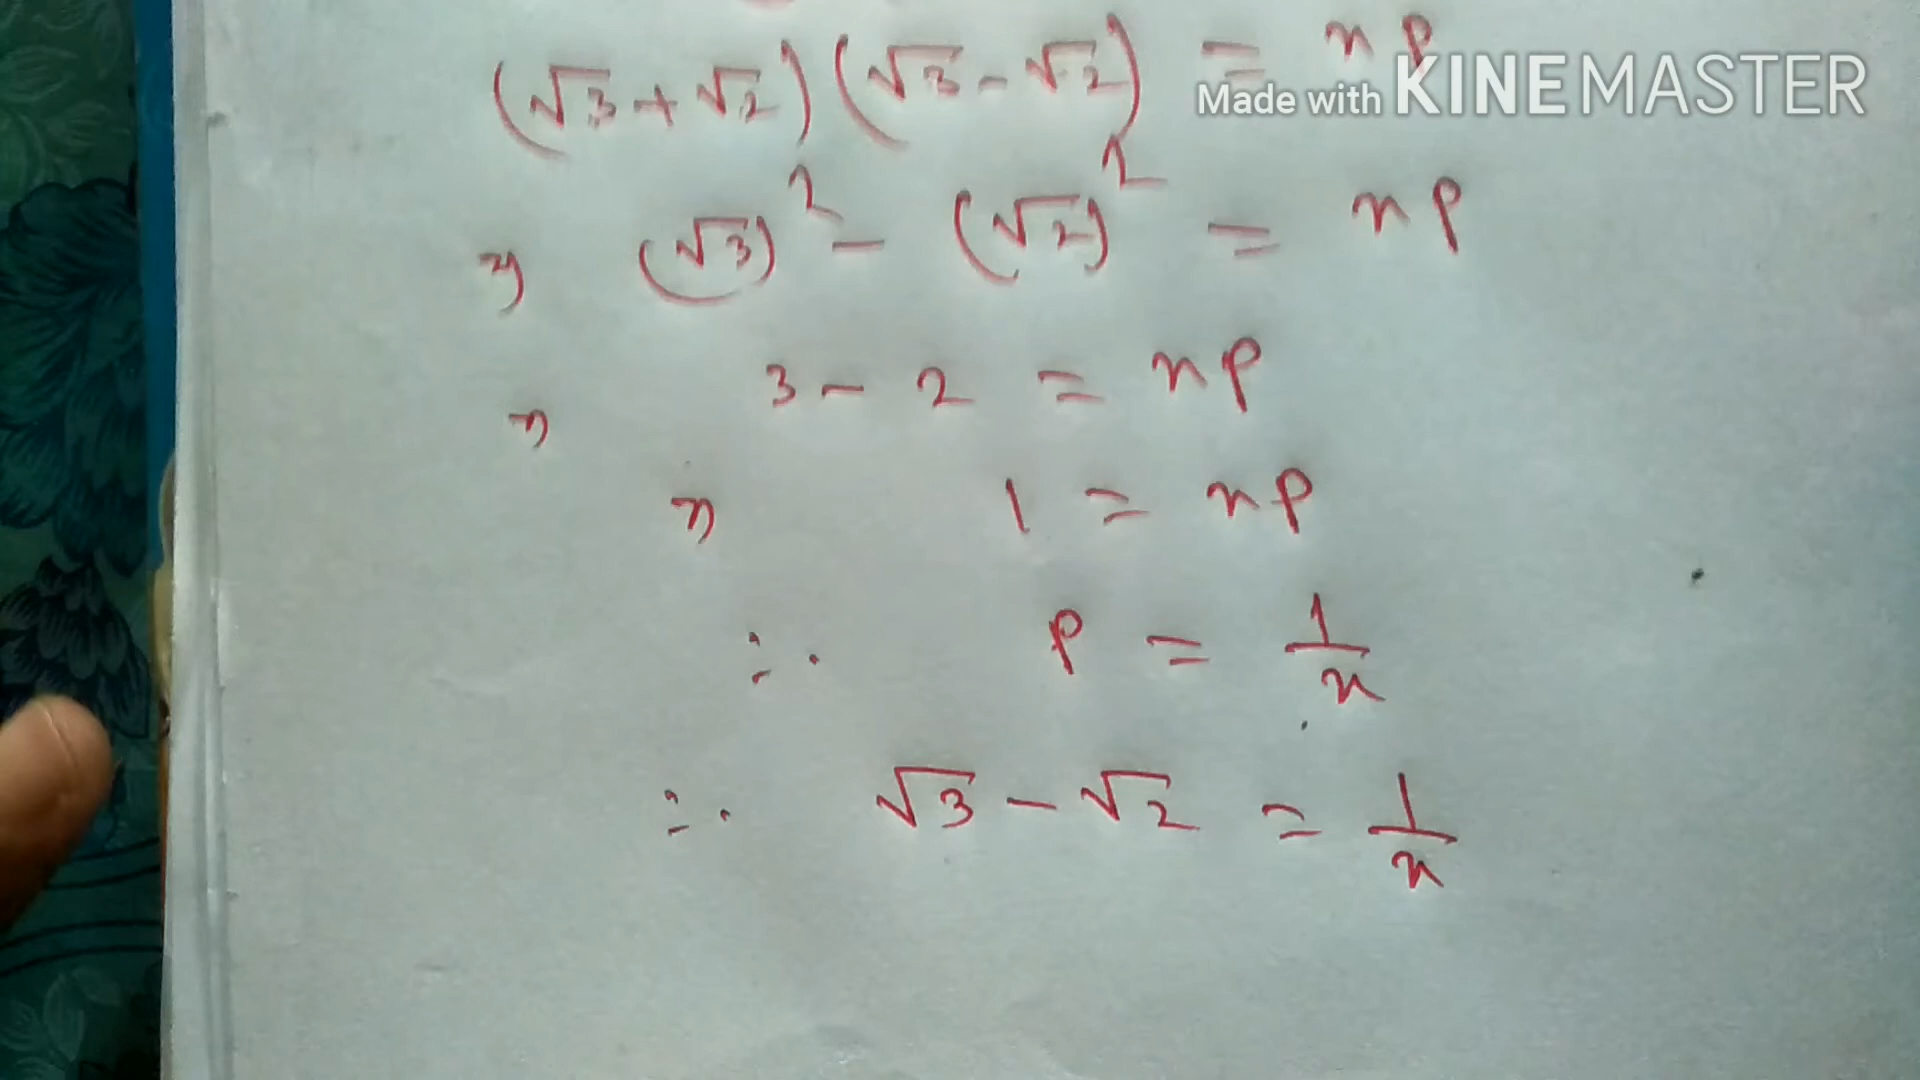 (√3+√2)(√3-√2) = xp
Made with KINEMASTER
⇒ (√3)² - (√2)² = xp
⇒ 3 - 2 = xp
⇒ 1 = xp
∴ p = 1/x
∴ √3 - √2 = 1/x